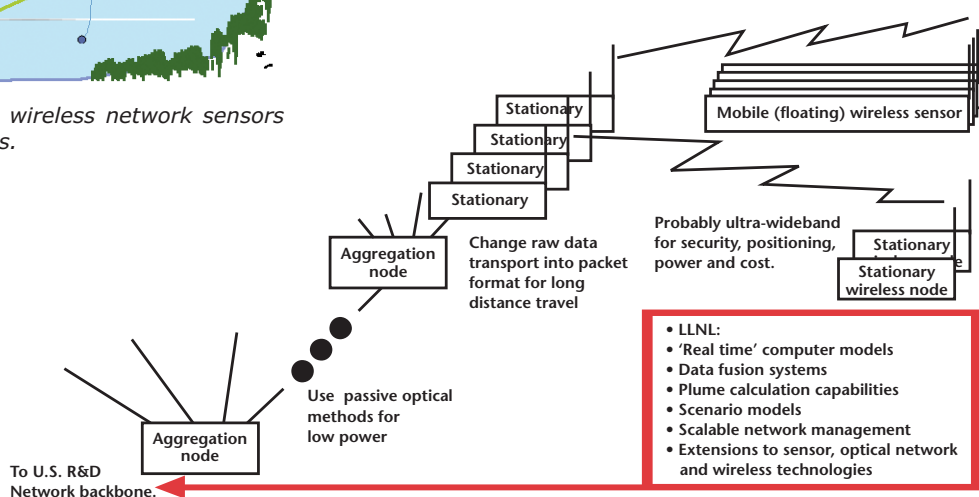 wireless network sensors
s.
Stationary
Stationary
Stationary
Stationary
Mobile (floating) wireless sensor
Aggregation
node
Change raw data
transport into packet
format for long
distance travel
Probably ultra-wideband
for security, positioning,
power and cost.
Stationary
e
Stationary
wireless node
Use passive optical
methods for
low power
Aggregation
node
• LLNL:
• ‘Real time’ computer models
• Data fusion systems
• Plume calculation capabilities
• Scenario models
• Scalable network management
• Extensions to sensor, optical network
and wireless technologies
To U.S. R&D
Network backbone.